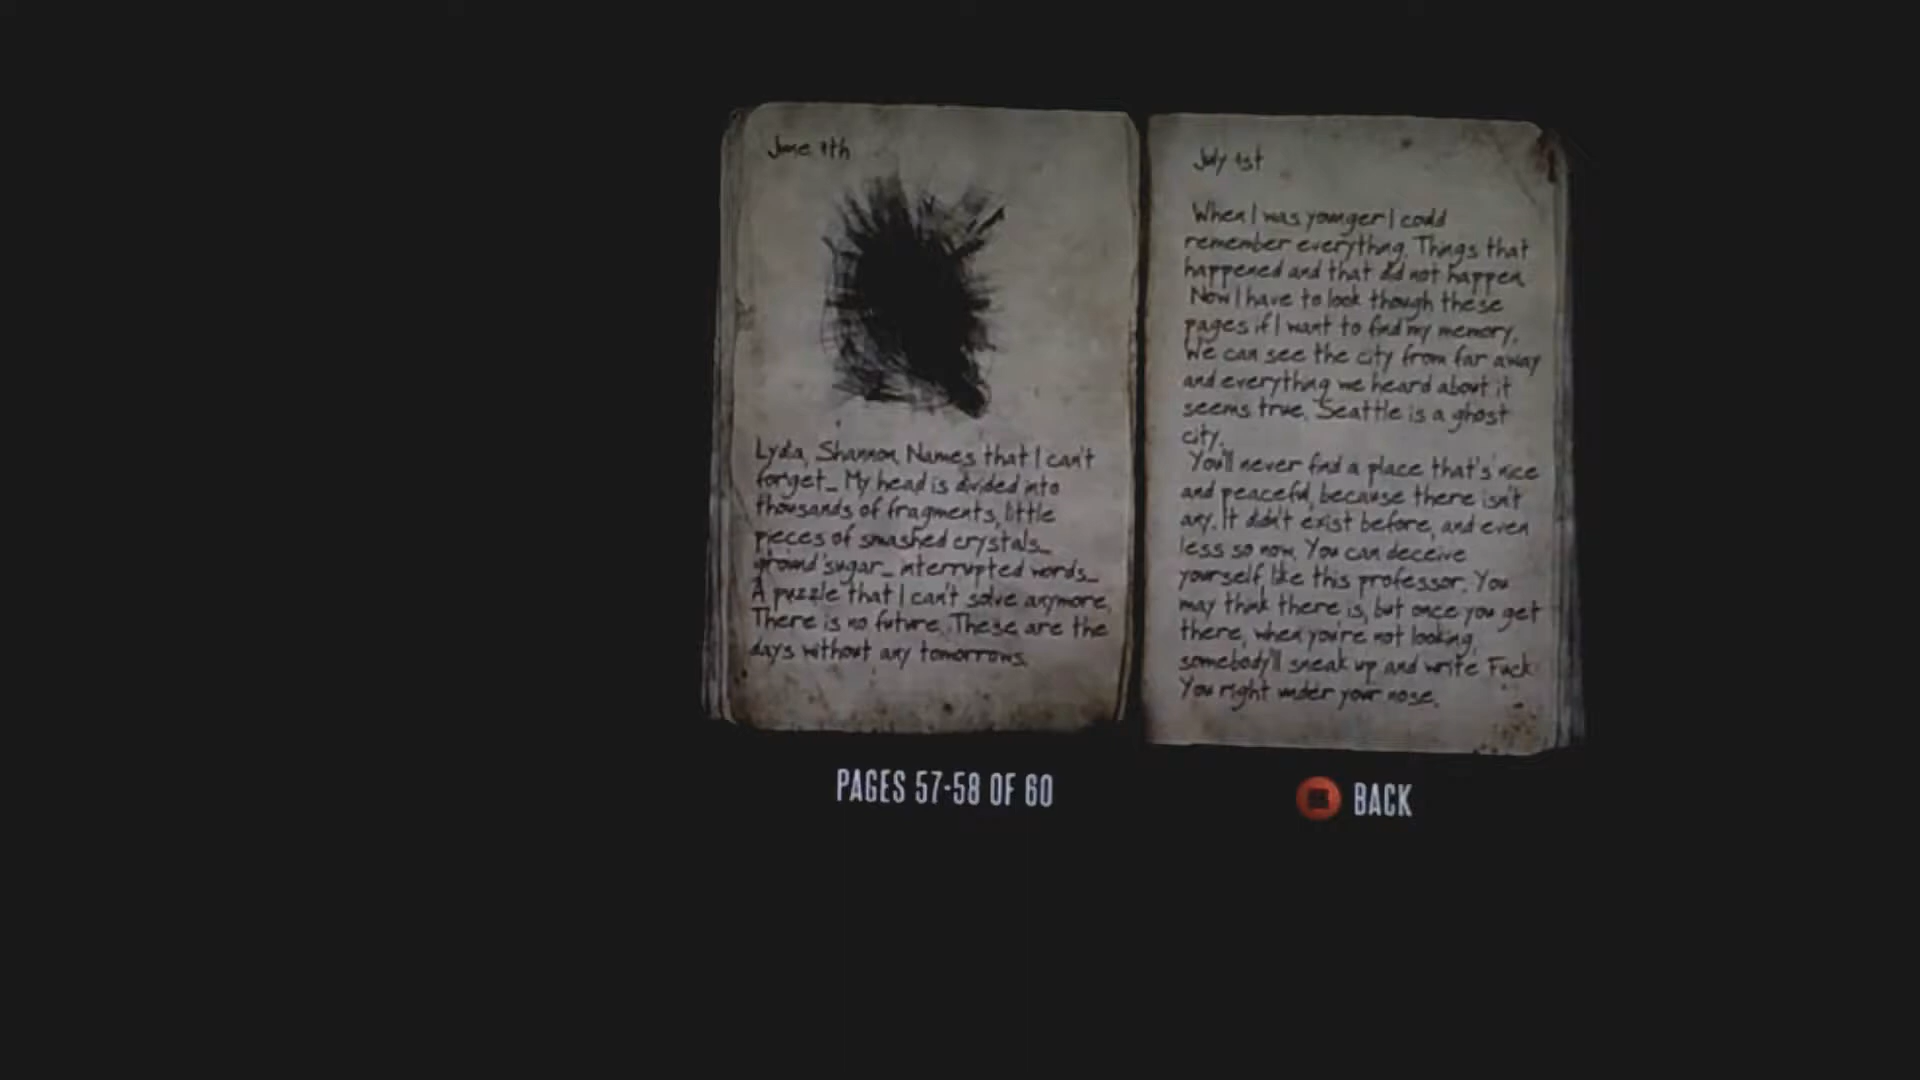 June 9th
Lyda, Shannon. Names that I can't
forget_ My head is divided into
thousands of fragments, little
pieces of smashed crystals_
ground sugar_ interrupted words_
A puzzle that I can't solve anymore.
There is no future. These are the
days without any tomorrows.
July 1st
When I was younger I could
remember everything. Things that
happened and that did not happen.
Now I have to look though these
pages if I want to find my memory.
We can see the city from far away
and everything we heard about it
seems true. Seattle is a ghost
city.
You'll never find a place that's nice
and peaceful, because there isn't
any. It didn't exist before, and even
less so now. You can deceive
yourself, like this professor. You
may think there is, but once you get
there, when you're not looking,
somebody'll sneak up and write Fuck
You right under your nose.
PAGES 57-58 OF 60
BACK